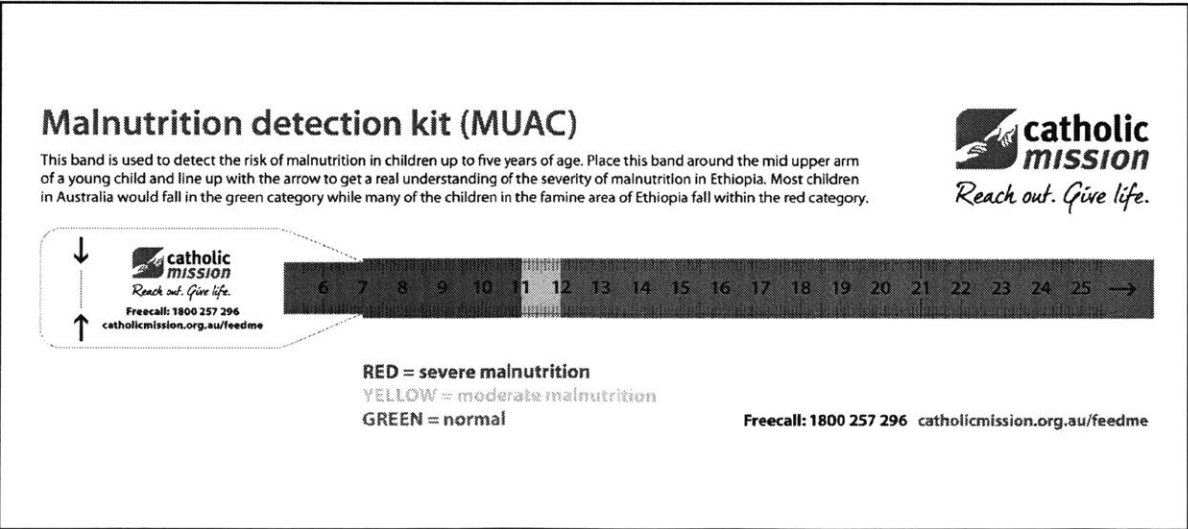 Malnutrition detection kit (MUAC)
This band is used to detect the risk of malnutrition in children up to five years of age. Place this band around the mid upper arm
of a young child and line up with the arrow to get a real understanding of the severity of malnutrition in Ethiopia. Most children
in Australia would fall in the green category while many of the children in the famine area of Ethiopia fall within the red category.
catholic
mission
Reach out. Give life.
catholic
mission
Reach out. Give life.
Freecall: 1800 257 296
catholicmission.org.au/feedme
6 7 8 9 10 11 12 13 14 15 16 17 18 19 20 21 22 23 24 25
RED = severe malnutrition
YELLOW = moderate malnutrition
GREEN = normal
Freecall: 1800 257 296 catholicmission.org.au/feedme